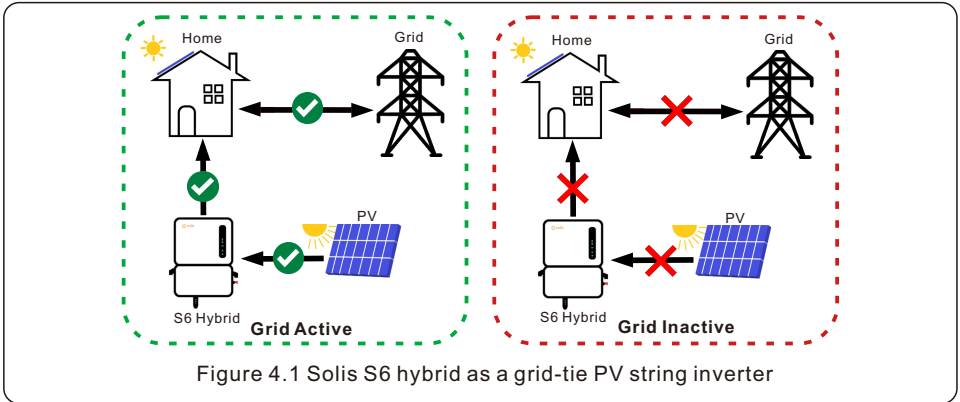 Home
Grid
PV
S6 Hybrid
Grid Active
Home
Grid
PV
S6 Hybrid
Grid Inactive
Figure 4.1 Solis S6 hybrid as a grid-tie PV string inverter